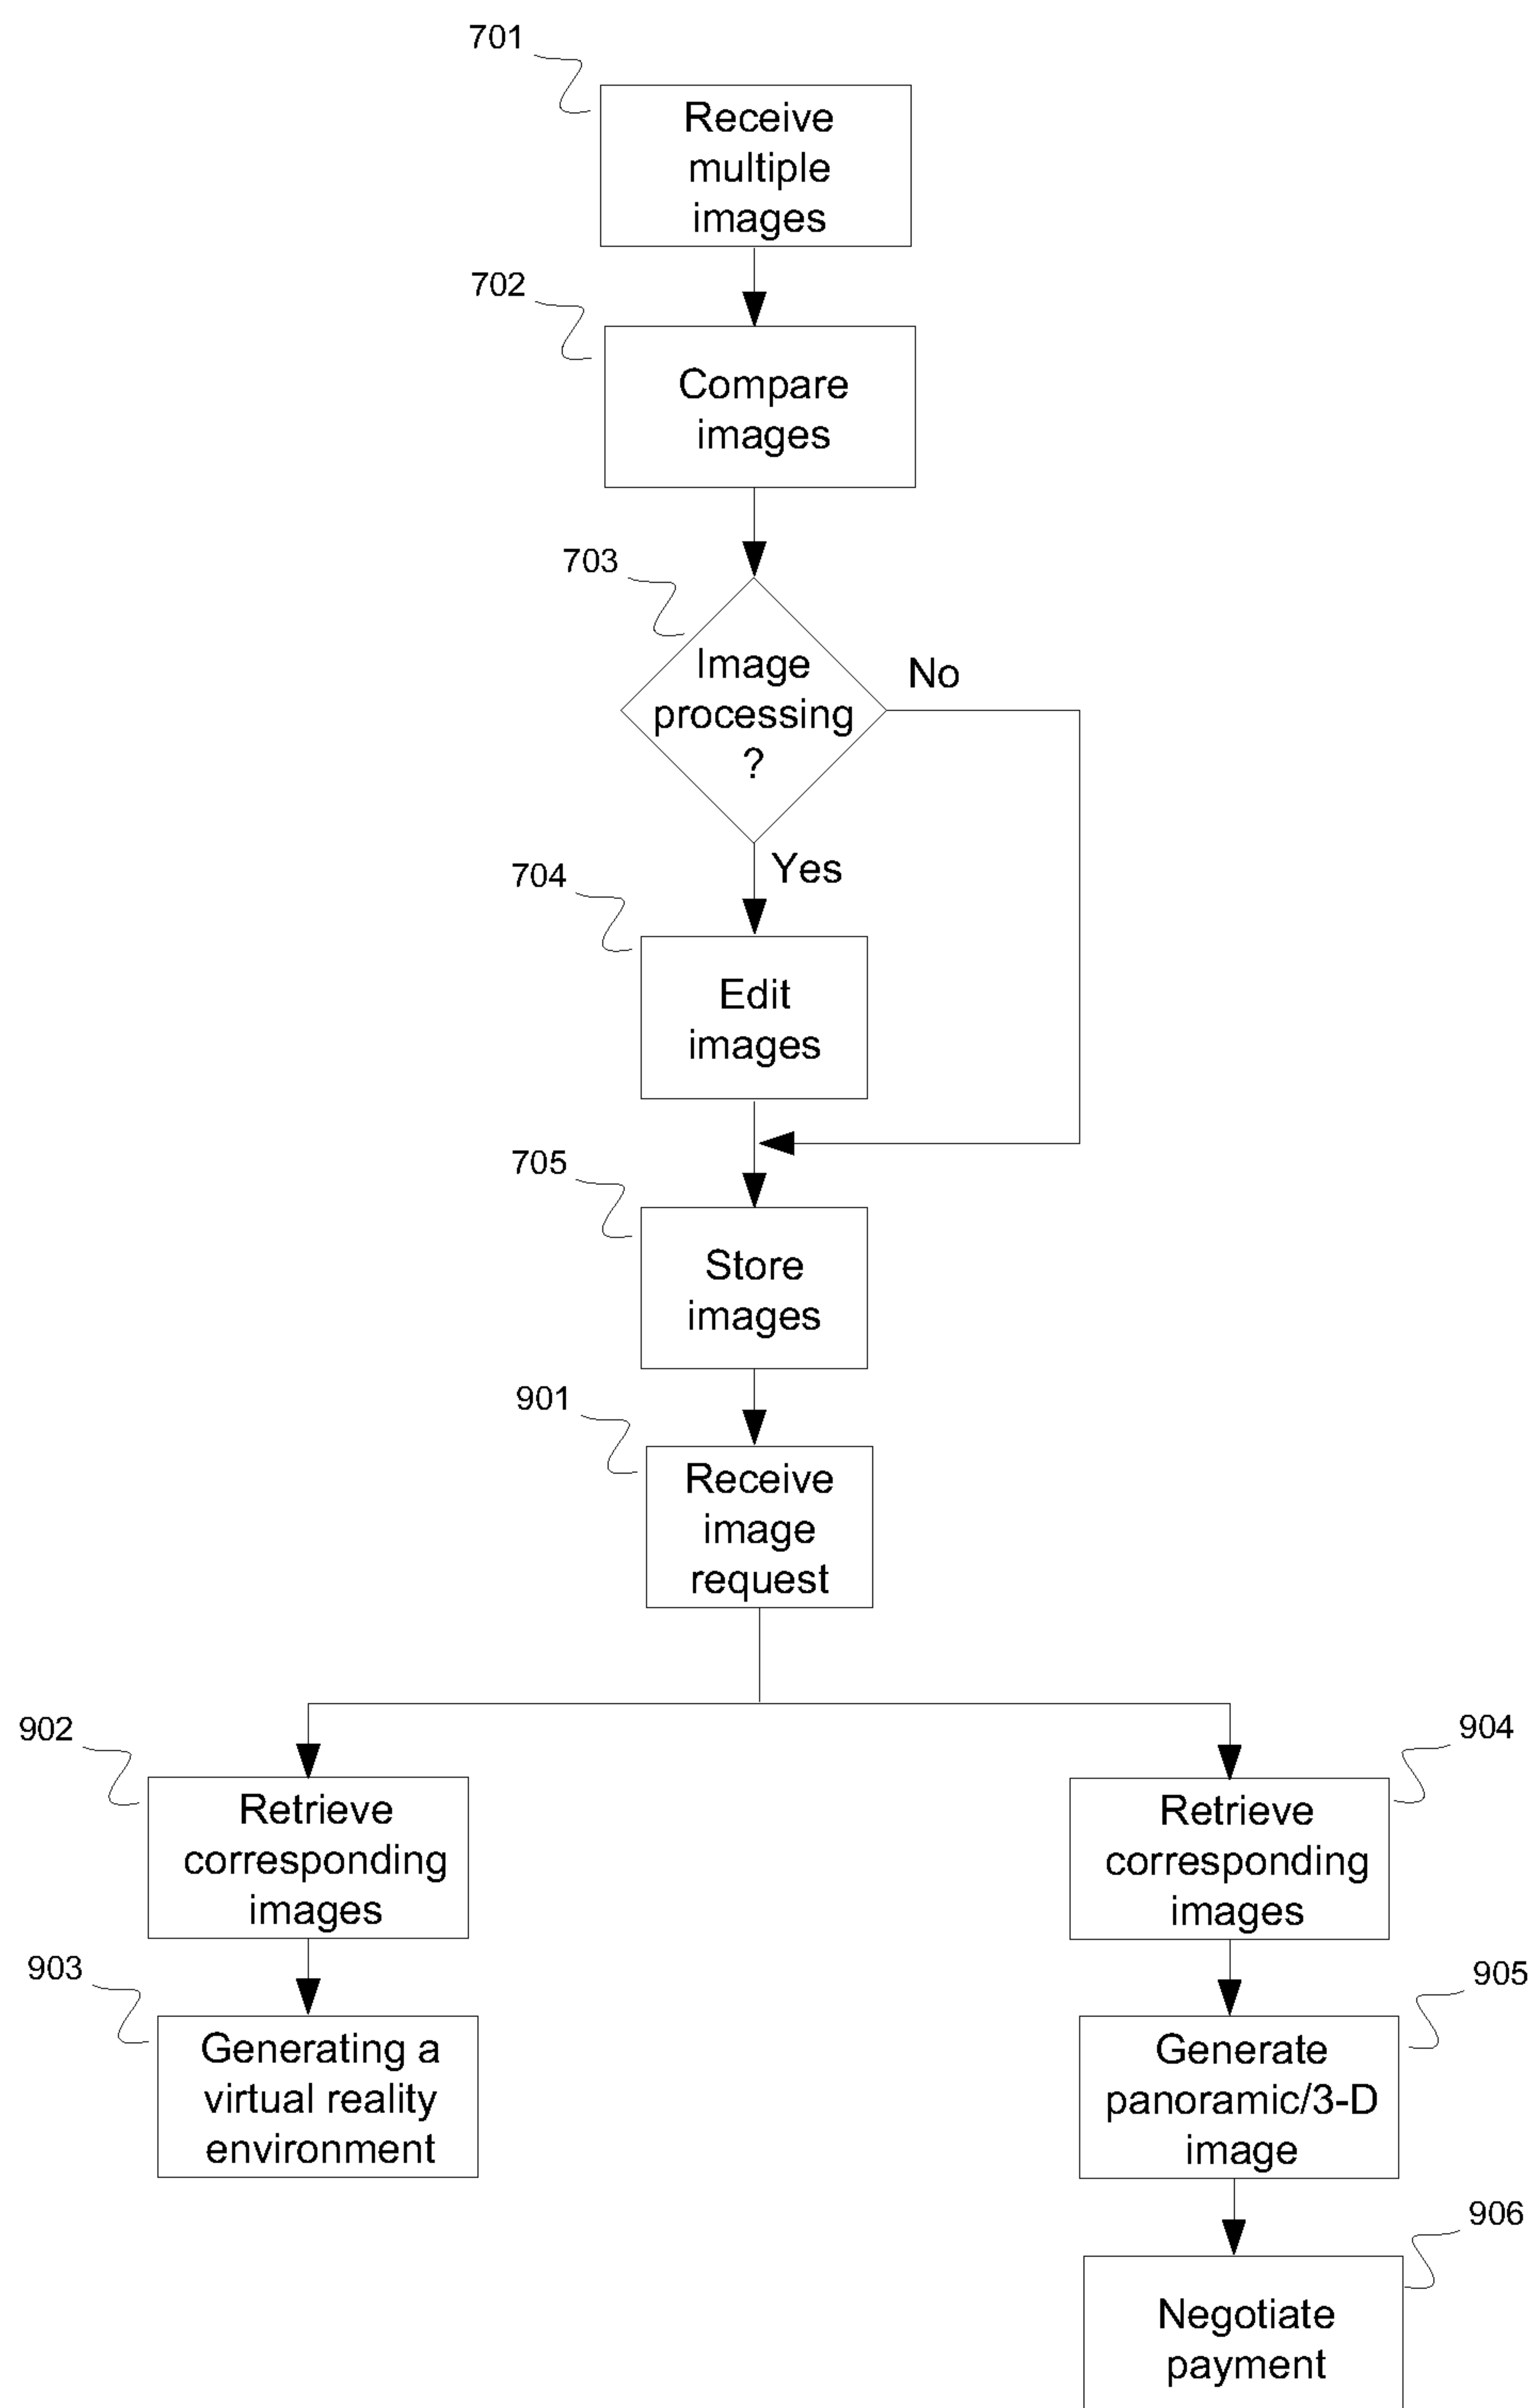 701
Receive
multiple
images
702
Compare
images
703
Image
processing
?
No
Yes
704
Edit
images
705
Store
images
901
Receive
image
request
902
Retrieve
corresponding
images
904
Retrieve
corresponding
images
903
Generating a
virtual reality
environment
905
Generate
panoramic/3-D
image
906
Negotiate
payment